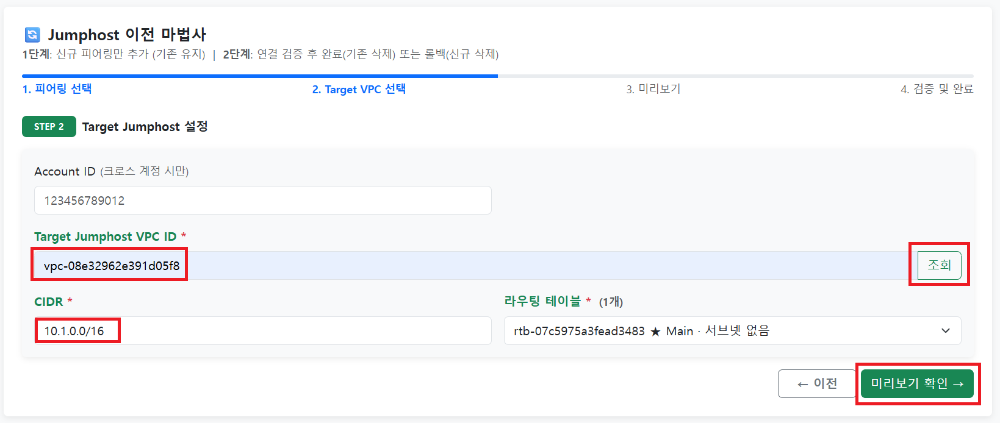 Jumphost 이전 마법사
1단계: 신규 피어링만 추가 (기존 유지) | 2단계: 연결 검증 후 완료(기존 삭제) 또는 롤백(신규 삭제)
1. 피어링 선택
2. Target VPC 선택
3. 미리보기
4. 검증 및 완료
STEP 2 Target Jumphost 설정
Account ID (크로스 계정 시만)
123456789012
Target Jumphost VPC ID *
vpc-08e32962e391d05f8
조회
CIDR *
10.1.0.0/16
라우팅 테이블 * (1개)
rtb-07c5975a3fead3483 ★ Main · 서브넷 없음
← 이전
미리보기 확인 →